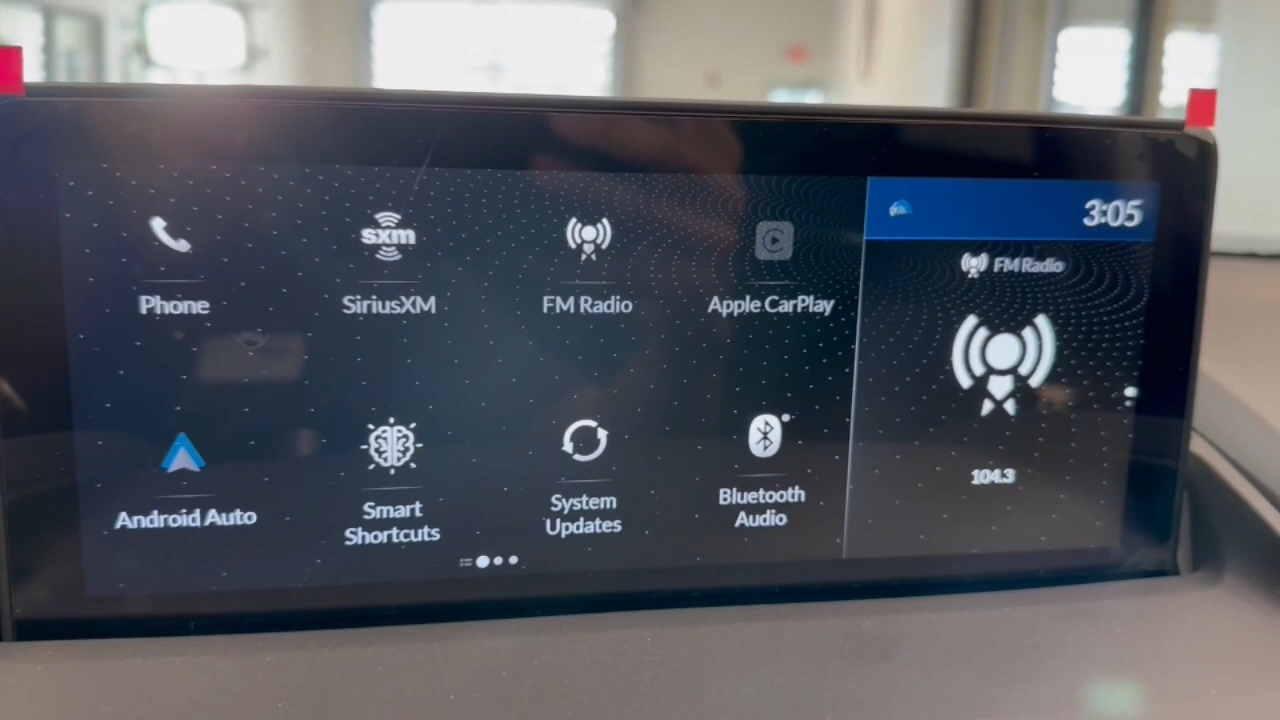 3:05
sxm
FM Radio
Phone
SiriusXM
FM Radio
Apple CarPlay
104.3
Android Auto
Smart
Shortcuts
System
Updates
Bluetooth
Audio